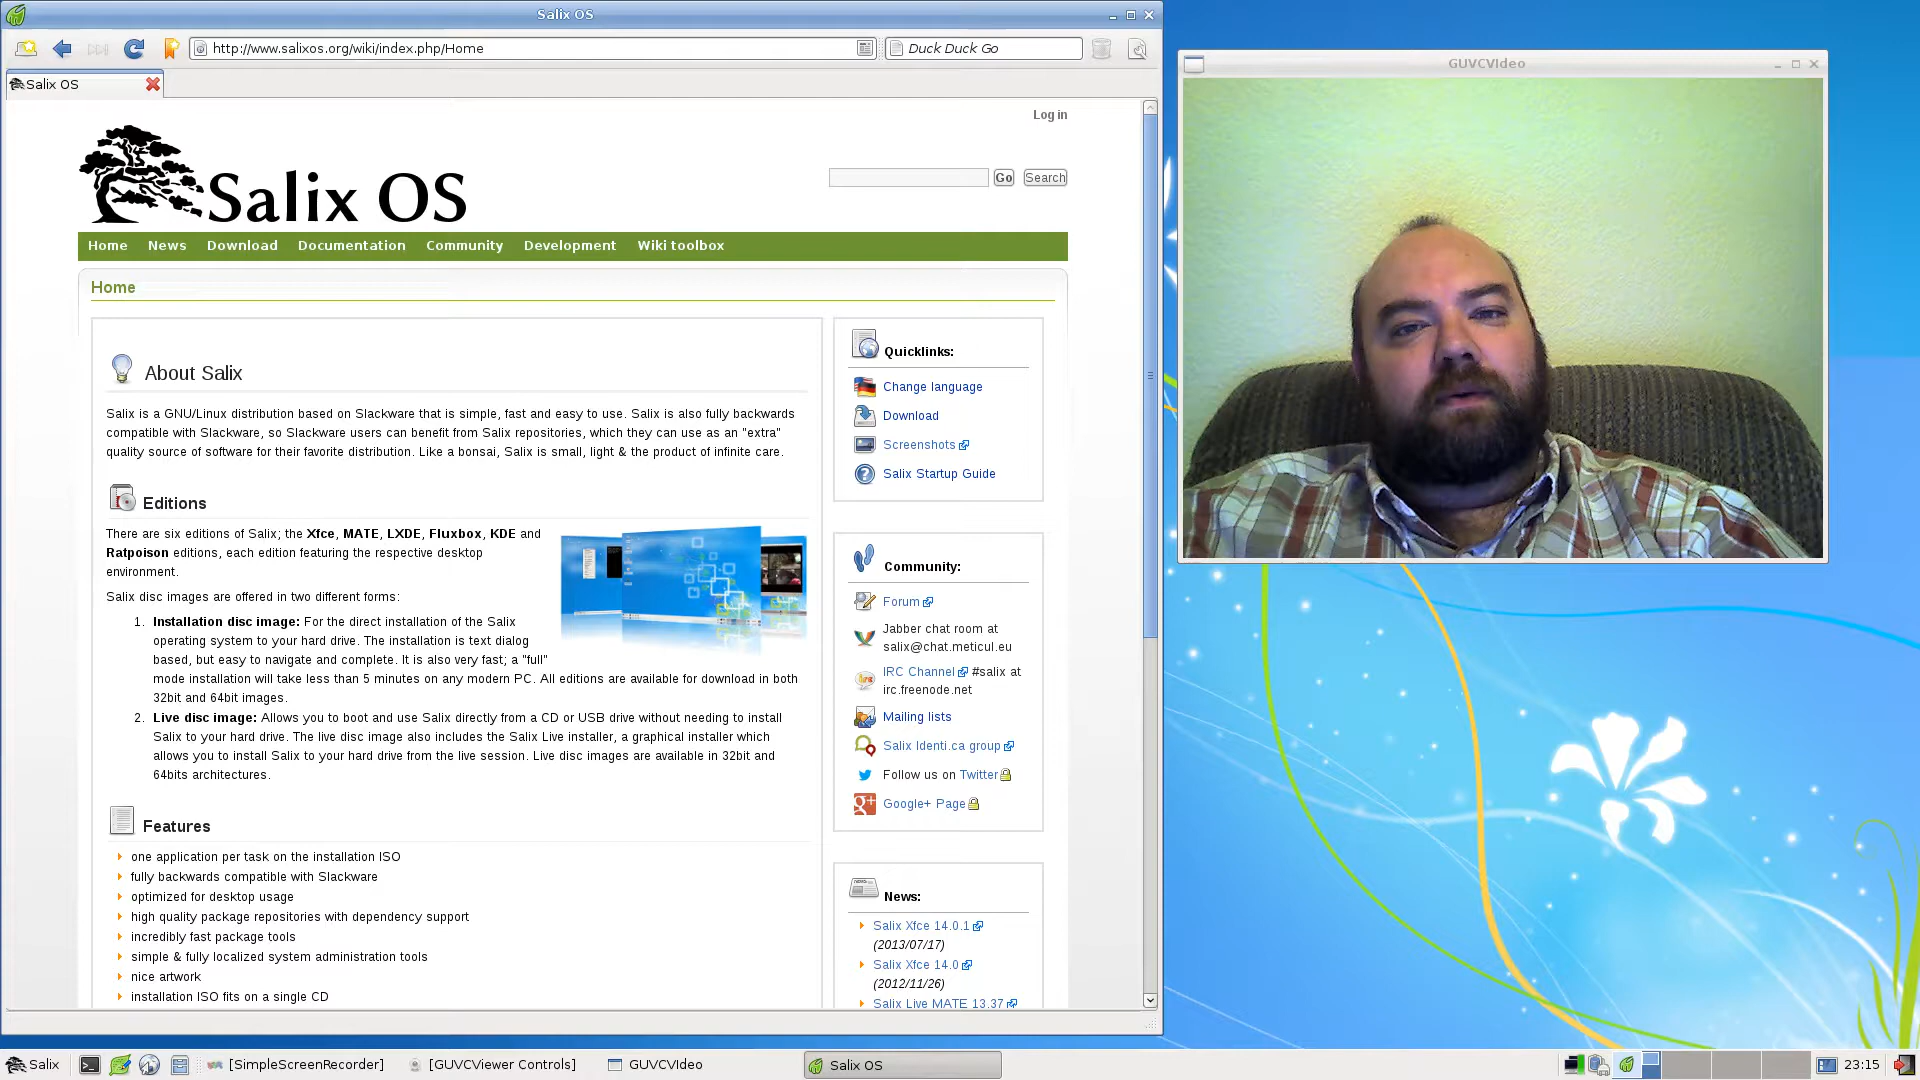 Salix OS
http://www.salixos.org/wiki/index.php/Home
Duck Duck Go
Salix OS
Log in
Salix OS
Go
Search
Home News Download Documentation Community Development Wiki toolbox
Home
About Salix
Salix is a GNU/Linux distribution based on Slackware that is simple, fast and easy to use. Salix is also fully backwards
compatible with Slackware, so Slackware users can benefit from Salix repositories, which they can use as an "extra"
quality source of software for their favorite distribution. Like a bonsai, Salix is small, light & the product of infinite care.
Editions
There are six editions of Salix; the Xfce, MATE, LXDE, Fluxbox, KDE and
Ratpoison editions, each edition featuring the respective desktop
environment.
Salix disc images are offered in two different forms:
1. Installation disc image: For the direct installation of the Salix
operating system to your hard drive. The installation is text dialog
based, but easy to navigate and complete. It is also very fast; a "full"
mode installation will take less than 5 minutes on any modern PC. All editions are available for download in both
32bit and 64bit images.
2. Live disc image: Allows you to boot and use Salix directly from a CD or USB drive without needing to install
Salix to your hard drive. The live disc image also includes the Salix Live installer, a graphical installer which
allows you to install Salix to your hard drive from the live session. Live disc images are available in 32bit and
64bits architectures.
Features
one application per task on the installation ISO
fully backwards compatible with Slackware
optimized for desktop usage
high quality package repositories with dependency support
incredibly fast package tools
simple & fully localized system administration tools
nice artwork
installation ISO fits on a single CD
Quicklinks:
Change language
Download
Screenshots
Salix Startup Guide
Community:
Forum
Jabber chat room at
salix@chat.meticul.eu
IRC Channel #salix at
irc.freenode.net
Mailing lists
Salix Identi.ca group
Follow us on Twitter
Google+ Page
News:
Salix Xfce 14.0.1
(2013/07/17)
Salix Xfce 14.0
(2012/11/26)
Salix Live MATE 13.37
GUVCVIdeo
Salix
[SimpleScreenRecorder]
[GUVCViewer Controls]
GUVCVIdeo
Salix OS
23:15